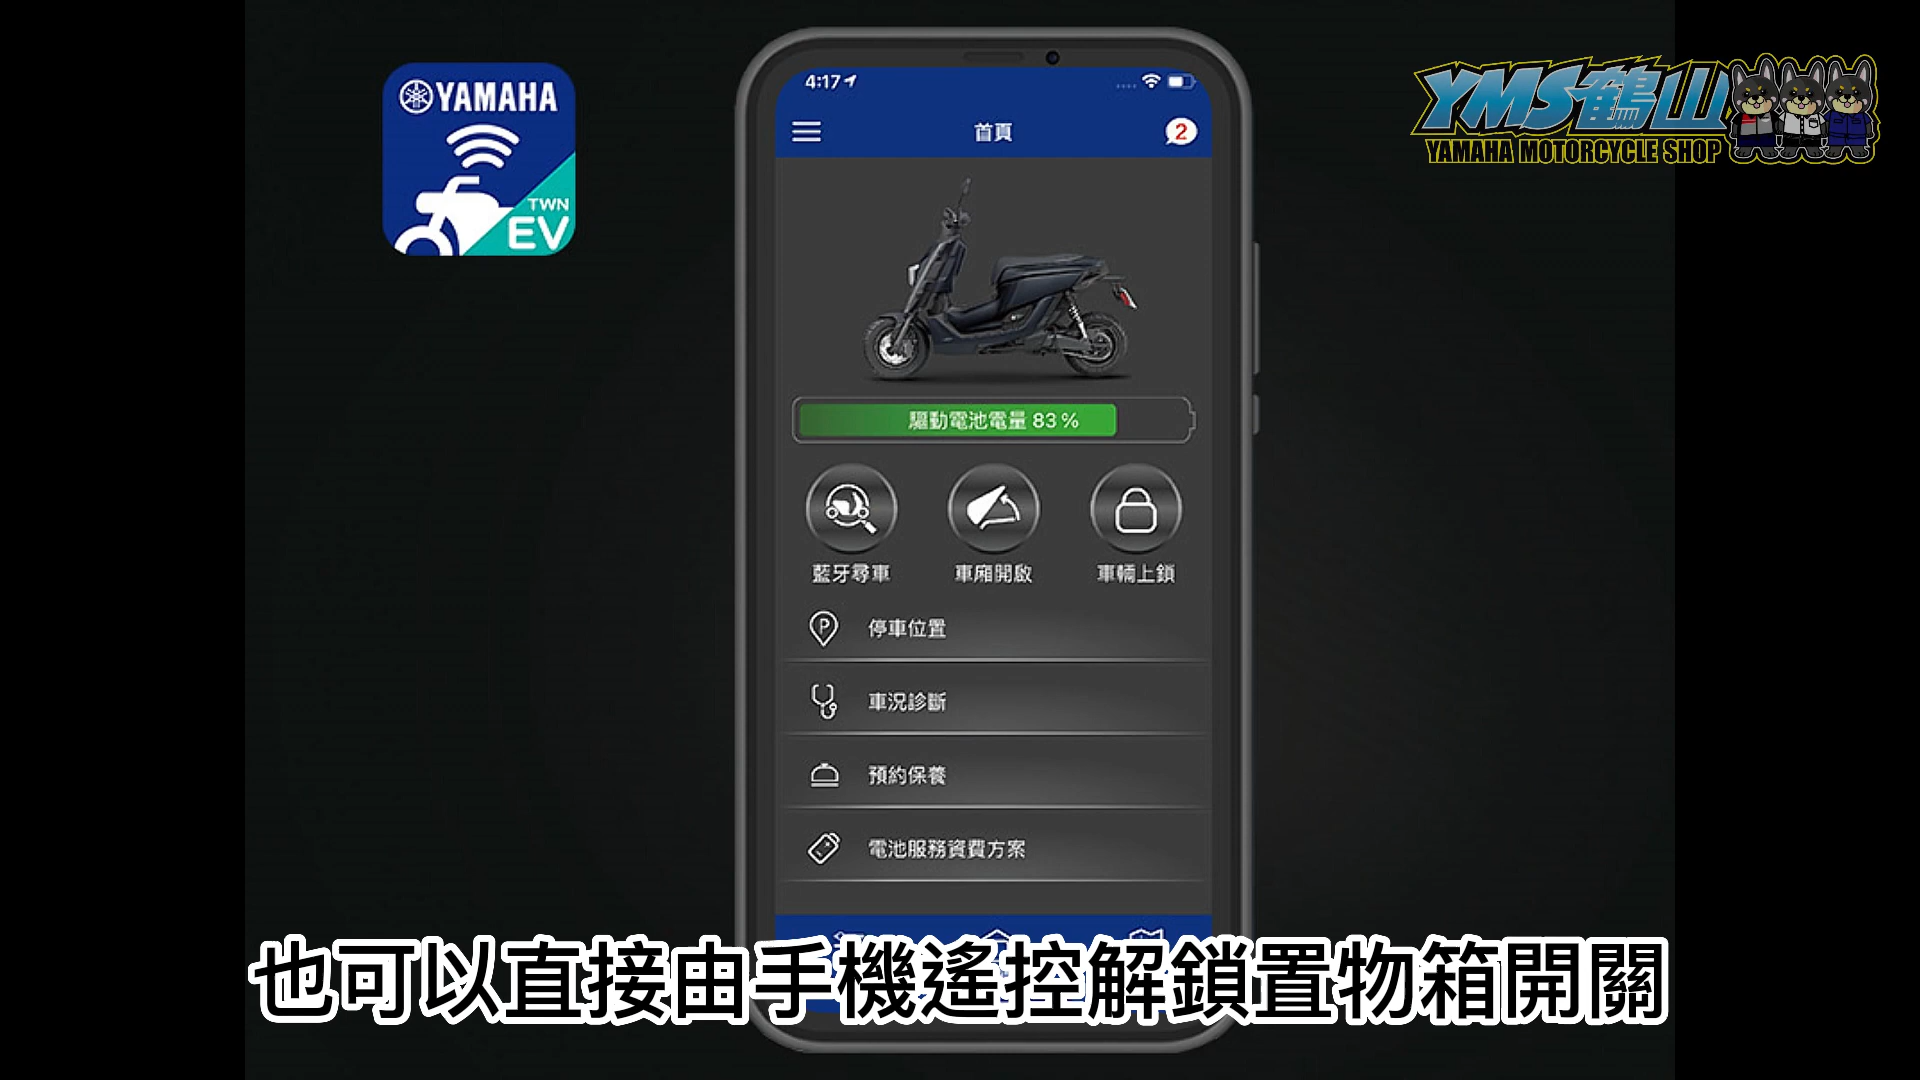 YAMAHA
TWN
EV
4:17
首頁
2
YMS鶴山
YAMAHA MOTORCYCLE SHOP
驅動電池電量 83 %
藍牙尋車
車廂開啟
車輛上鎖
P
停車位置
車況診斷
預約保養
電池服務資費方案
也可以直接由手機遙控解鎖置物箱開關